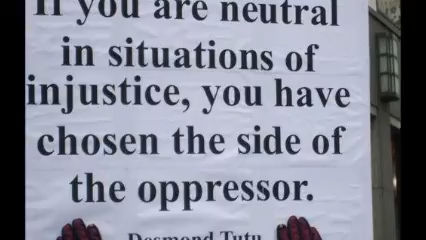 If you are neutral
in situations of
injustice, you have
chosen the side of
the oppressor.
Desmond Tutu